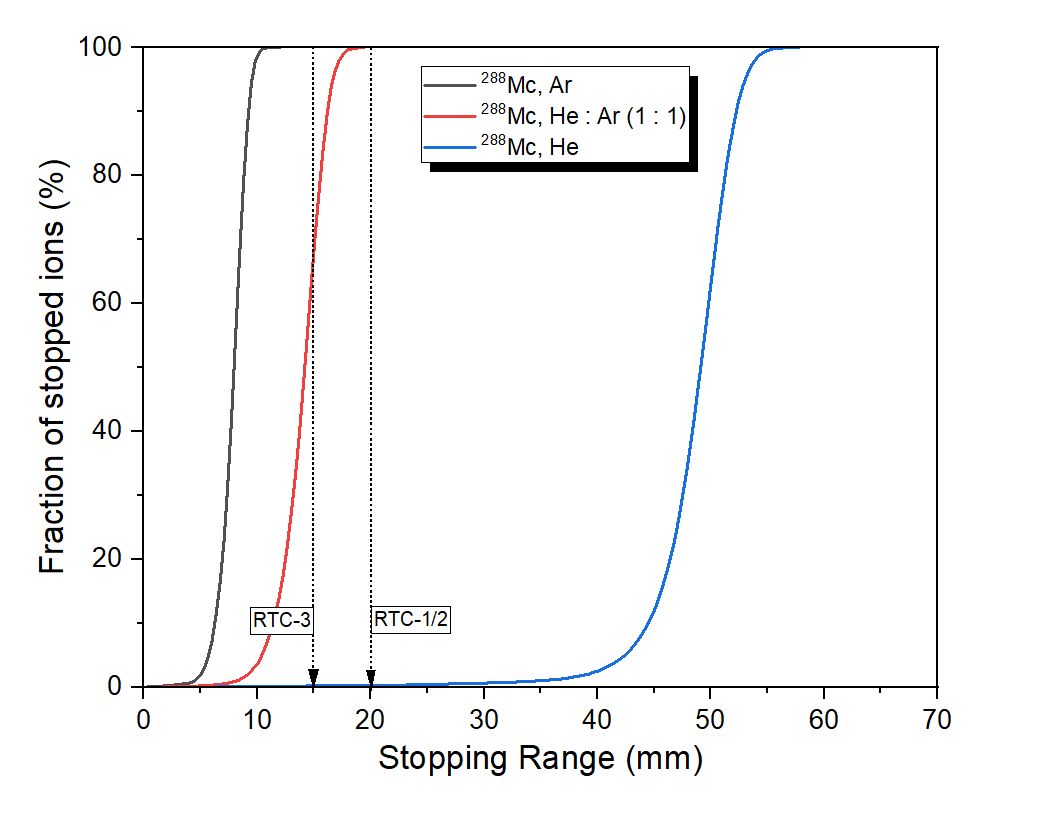 100
80
60
40
20
0
Fraction of stopped ions (%)
²⁸⁸Mc, Ar
²⁸⁸Mc, He : Ar (1 : 1)
²⁸⁸Mc, He
RTC-3
RTC-1/2
0 10 20 30 40 50 60 70
Stopping Range (mm)